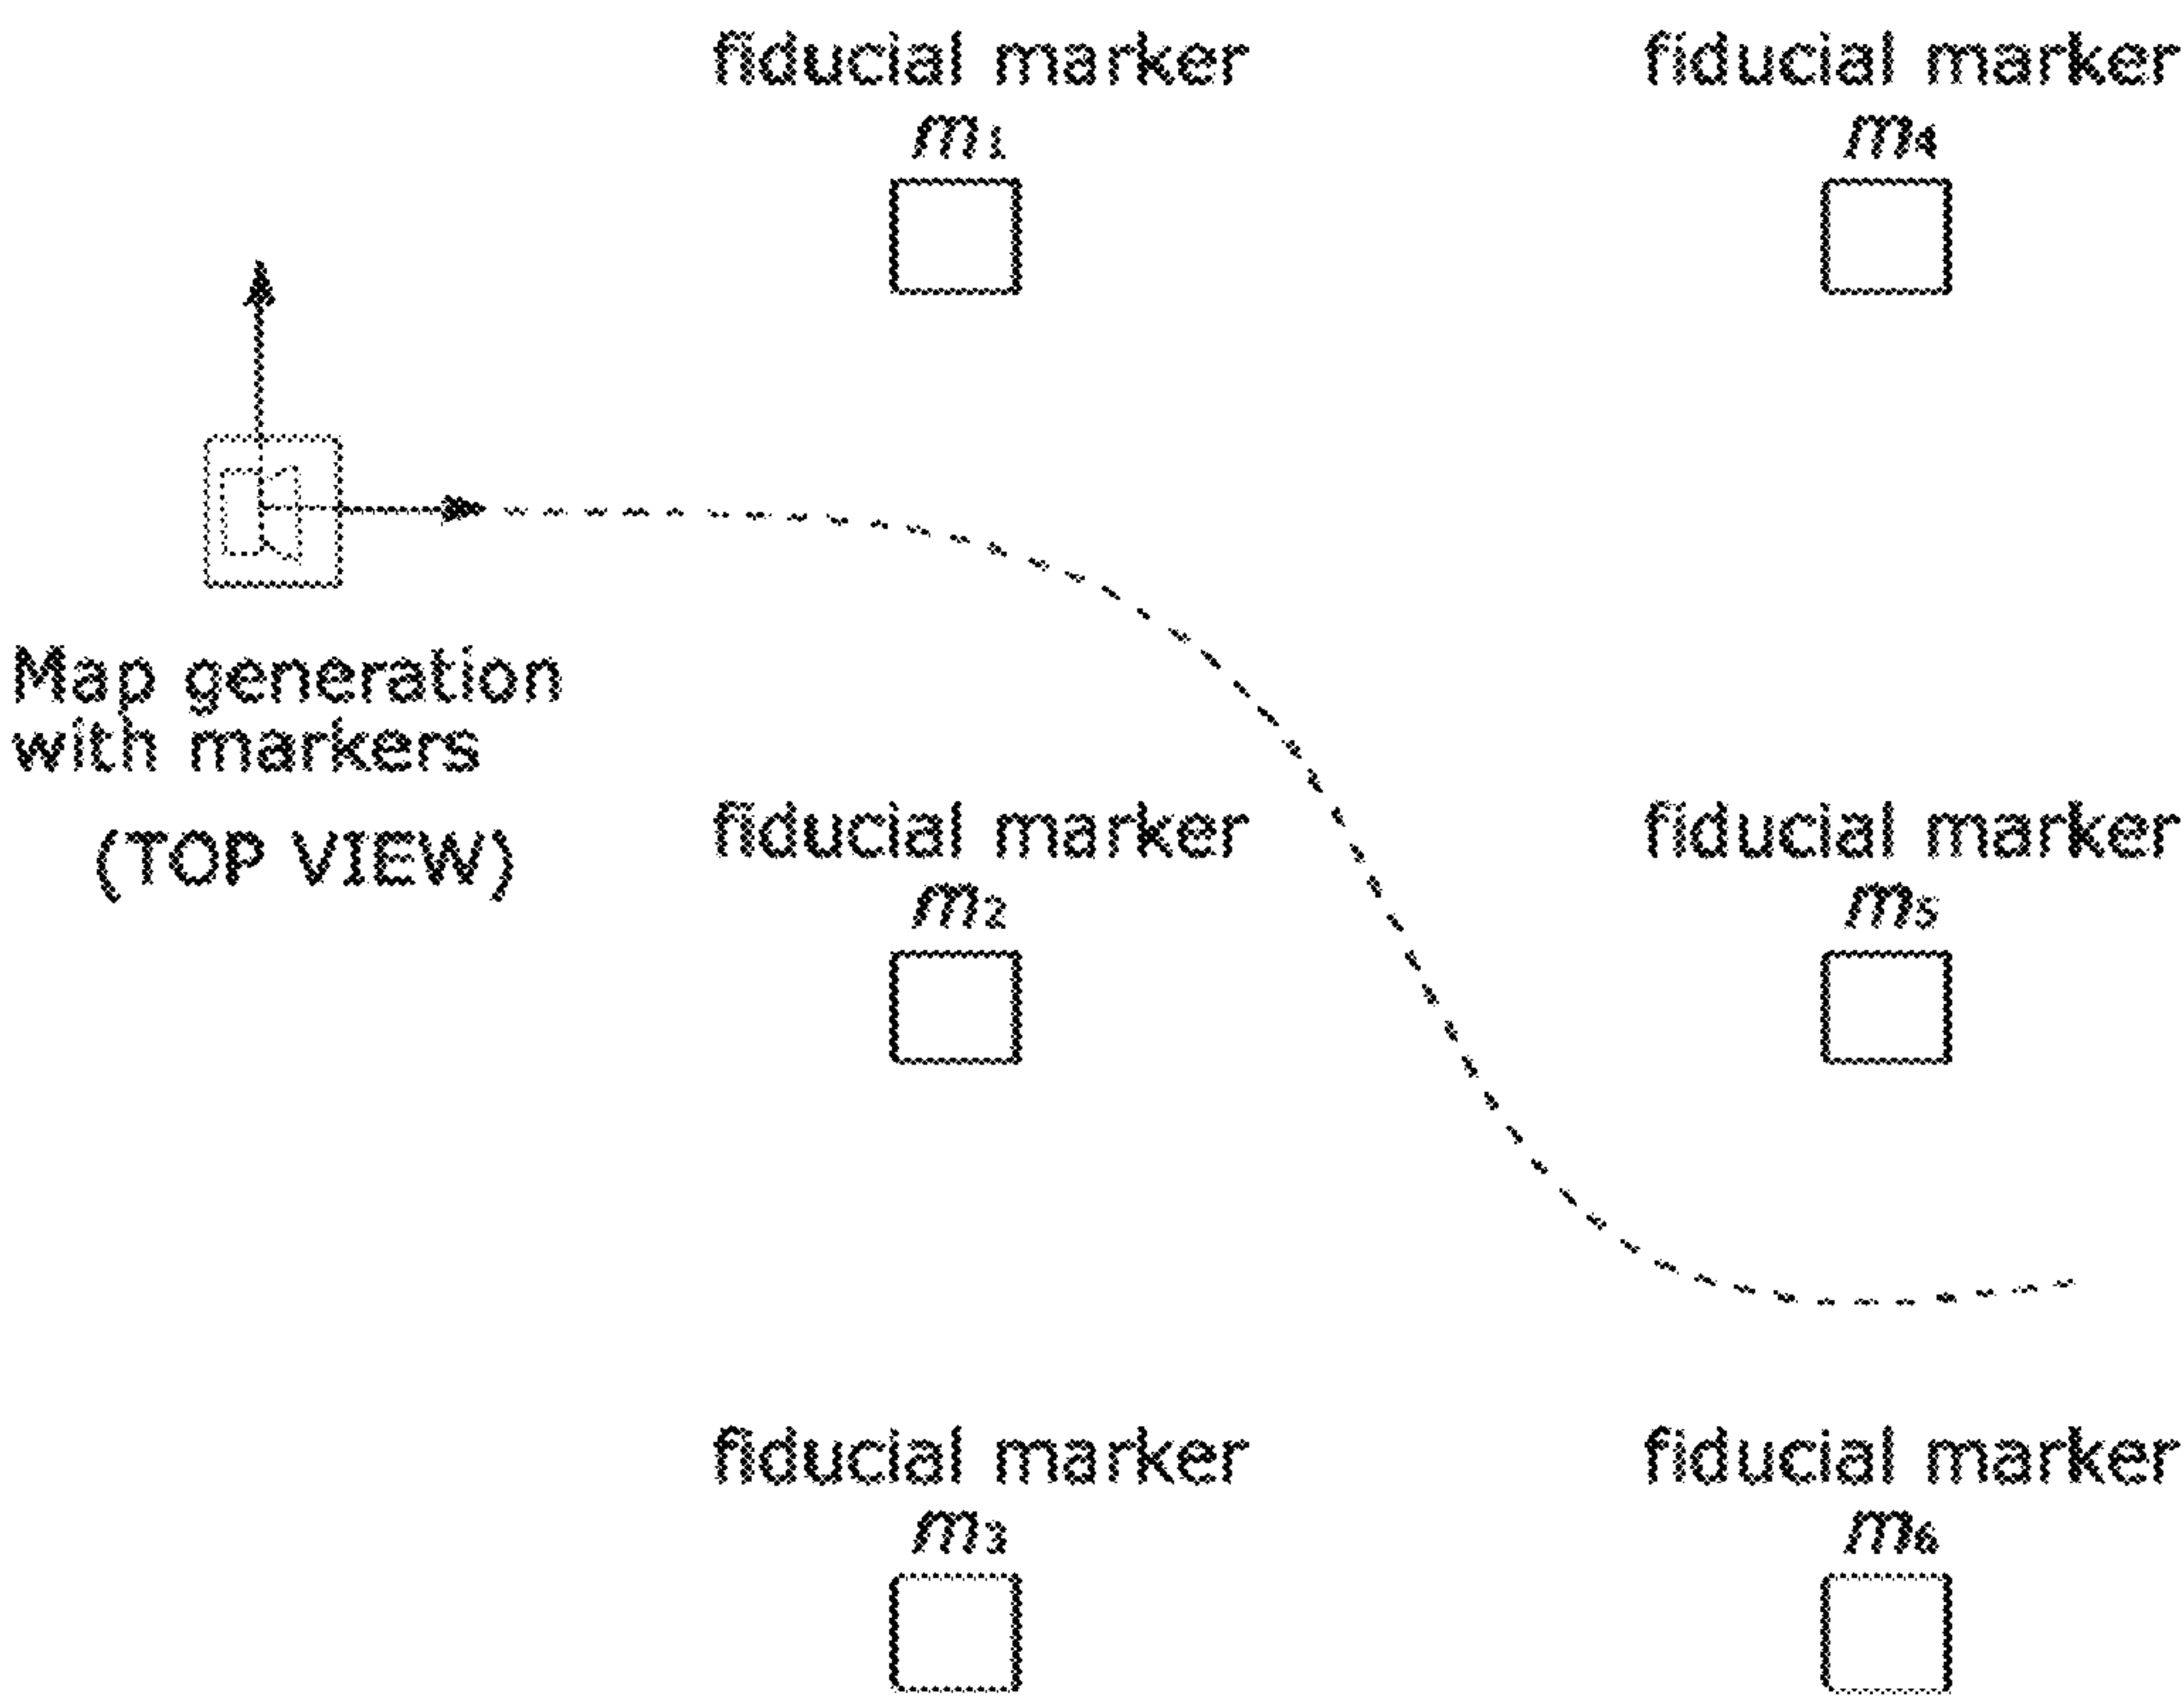 fiducial marker
m1
fiducial marker
m4
Map generation
with markers
(TOP VIEW)
fiducial marker
m2
fiducial marker
m5
fiducial marker
m3
fiducial marker
m6